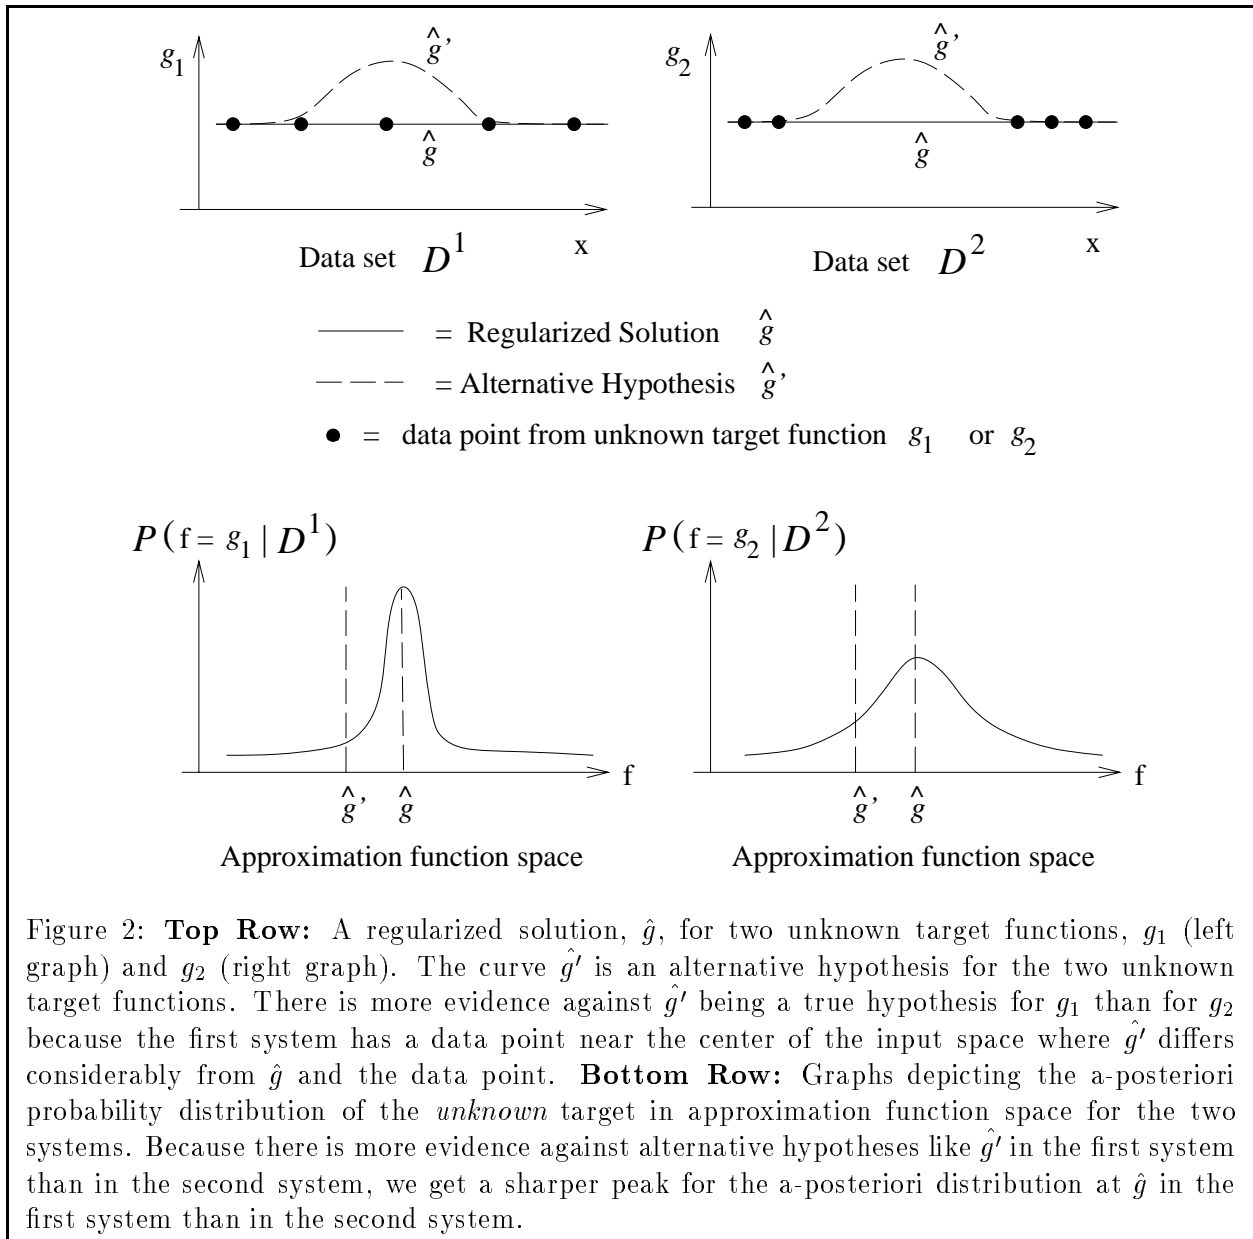 g₁ ĝ′ g₂ ĝ′
ĝ ĝ
x x
Data set D¹ Data set D²
= Regularized Solution ĝ
= Alternative Hypothesis ĝ′
= data point from unknown target function g₁ or g₂
P(f = g₁ | D¹) P(f = g₂ | D²)
f f
ĝ′ ĝ ĝ′ ĝ
Approximation function space Approximation function space
Figure 2: Top Row: A regularized solution, ĝ, for two unknown target functions, g₁ (left
graph) and g₂ (right graph). The curve ĝ′ is an alternative hypothesis for the two unknown
target functions. There is more evidence against ĝ′ being a true hypothesis for g₁ than for g₂
because the first system has a data point near the center of the input space where ĝ′ differs
considerably from ĝ and the data point. Bottom Row: Graphs depicting the a-posteriori
probability distribution of the unknown target in approximation function space for the two
systems. Because there is more evidence against alternative hypotheses like ĝ′ in the first system
than in the second system, we get a sharper peak for the a-posteriori distribution at ĝ in the
first system than in the second system.